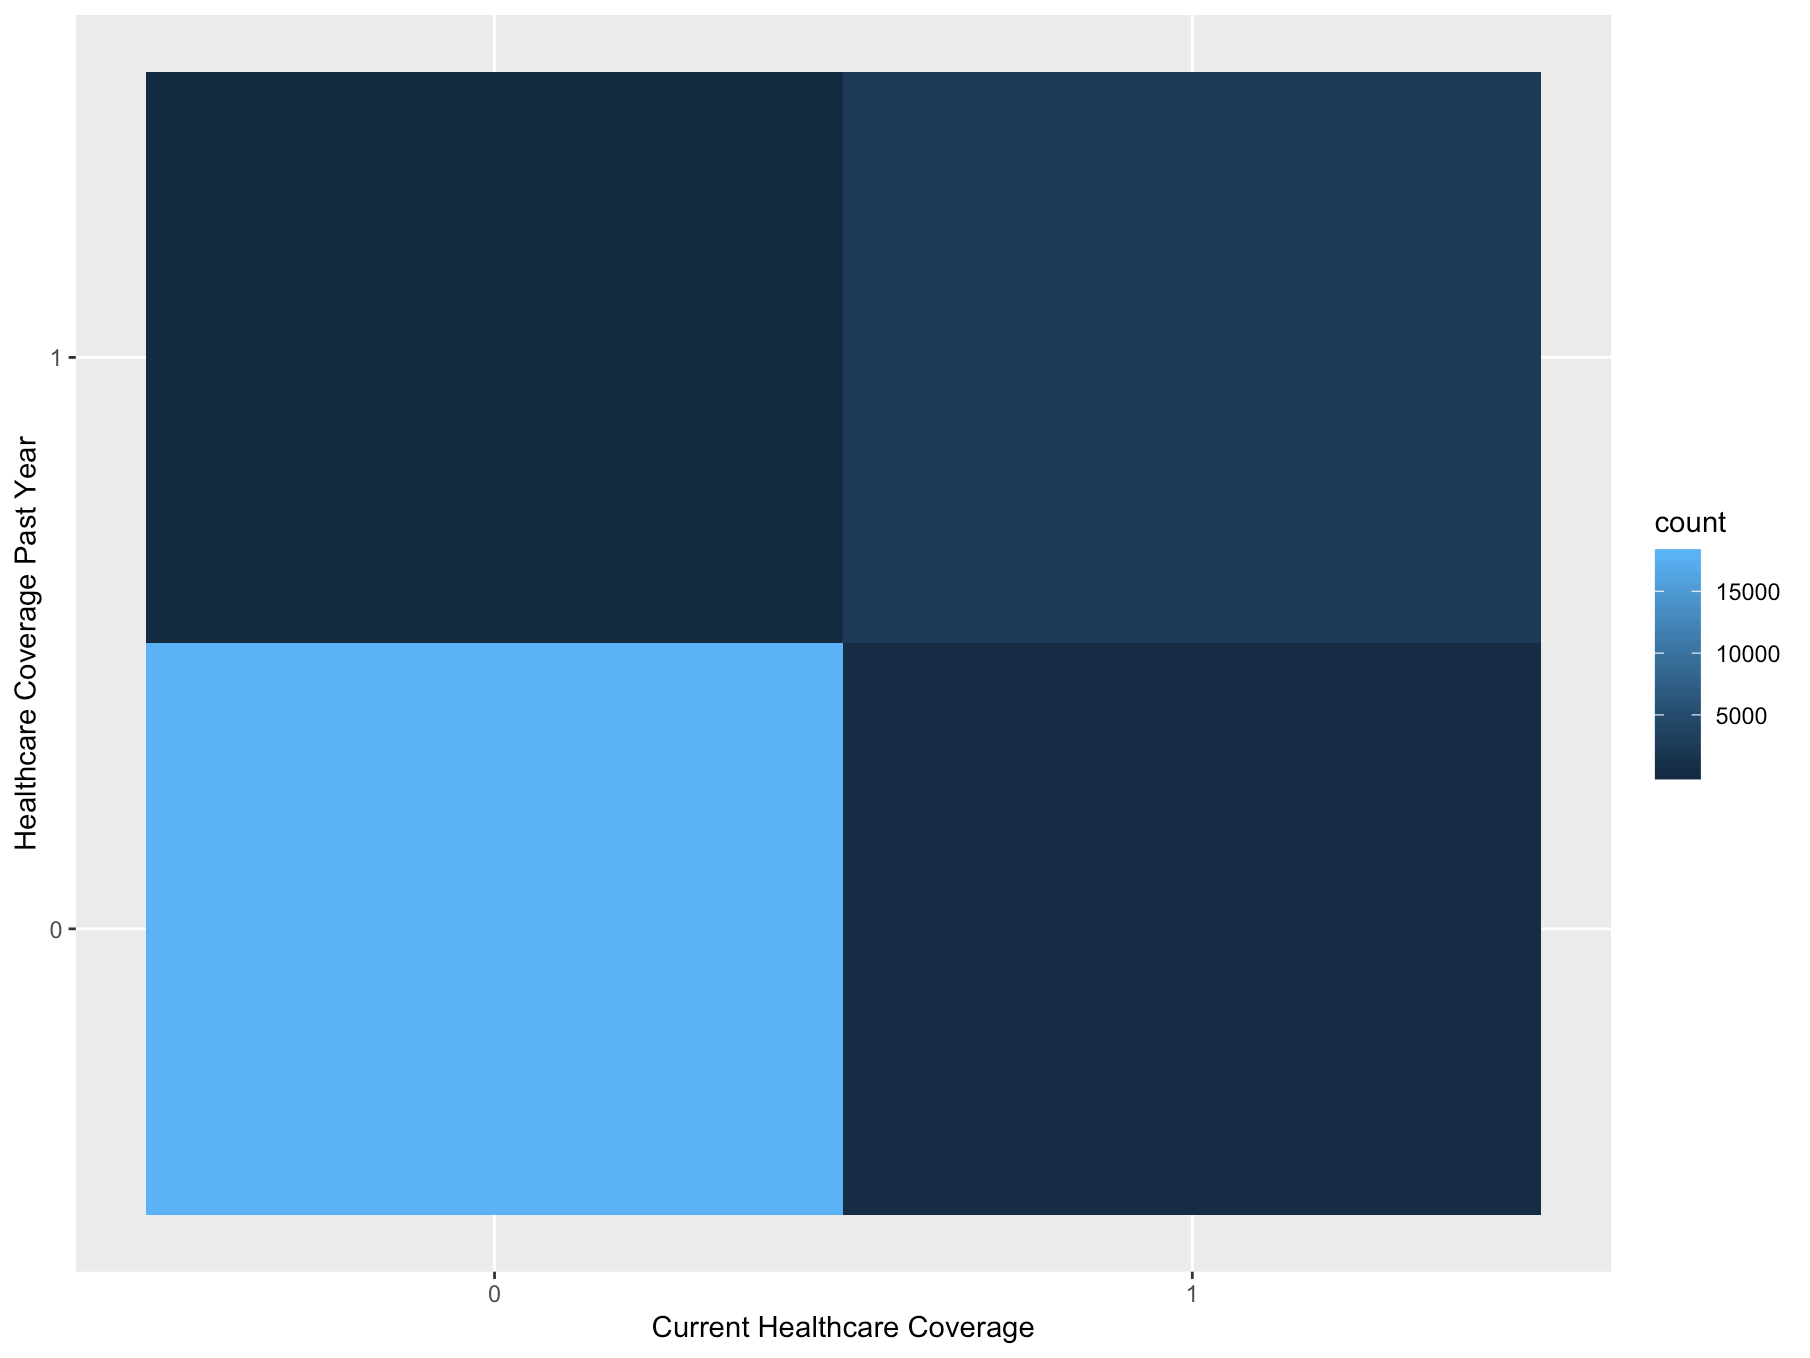 Healthcare Coverage Past Year
1
0
0
1
Current Healthcare Coverage
count
15000
10000
5000